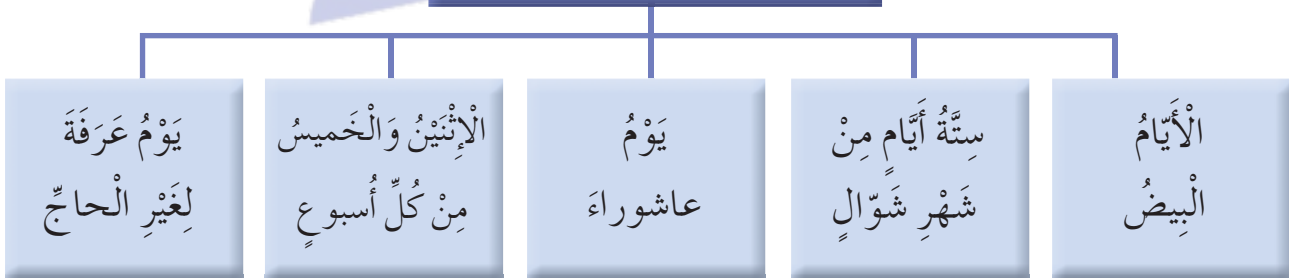 الْأَيّامُ
الْبِيضُ
سِتَّةُ أَيَّامٍ مِنْ
شَهْرِ شَوّالٍ
يَوْمُ
عاشوراءَ
الْإِثْنَيْنُ وَالْخَميسُ
مِنْ كُلِّ أُسبوعٍ
يَوْمُ عَرَفَةَ
لِغَيْرِ الْحاجِّ